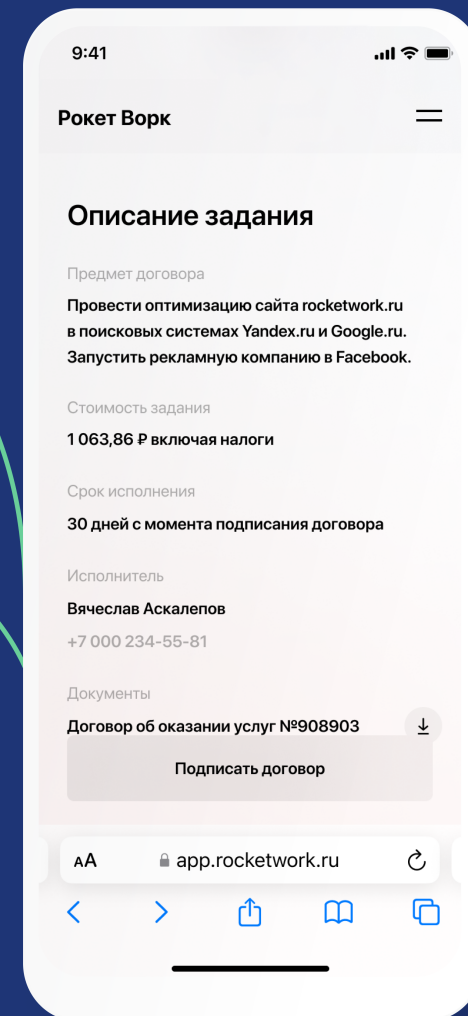 9:41
Рокет Ворк
Описание задания
Предмет договора
Провести оптимизацию сайта rocketwork.ru
в поисковых системах Yandex.ru и Google.ru.
Запустить рекламную компанию в Facebook.
Стоимость задания
1 063,86 ₽ включая налоги
Срок исполнения
30 дней с момента подписания договора
Исполнитель
Вячеслав Аскалепов
+7 000 234-55-81
Документы
Договор об оказании услуг №908903
Подписать договор
AA app.rocketwork.ru